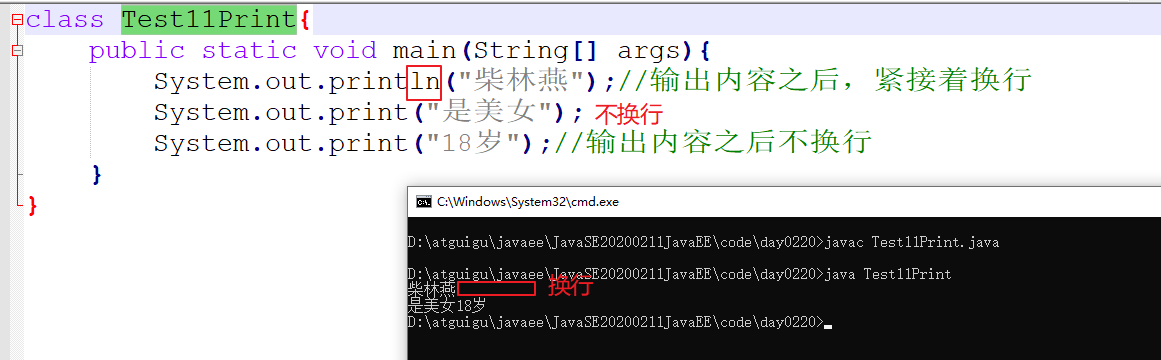 class Test11Print{
public static void main(String[] args){
System.out.println("柴林燕");//输出内容之后，紧接着换行
System.out.print("是美女"); 不换行
System.out.print("18岁");//输出内容之后不换行
}
}
C:\Windows\System32\cmd.exe
D:\atguigu\javaee\JavaSE20200211JavaEE\code\day0220>javac Test11Print.java
D:\atguigu\javaee\JavaSE20200211JavaEE\code\day0220>java Test11Print
柴林燕 换行
是美女18岁
D:\atguigu\javaee\JavaSE20200211JavaEE\code\day0220>